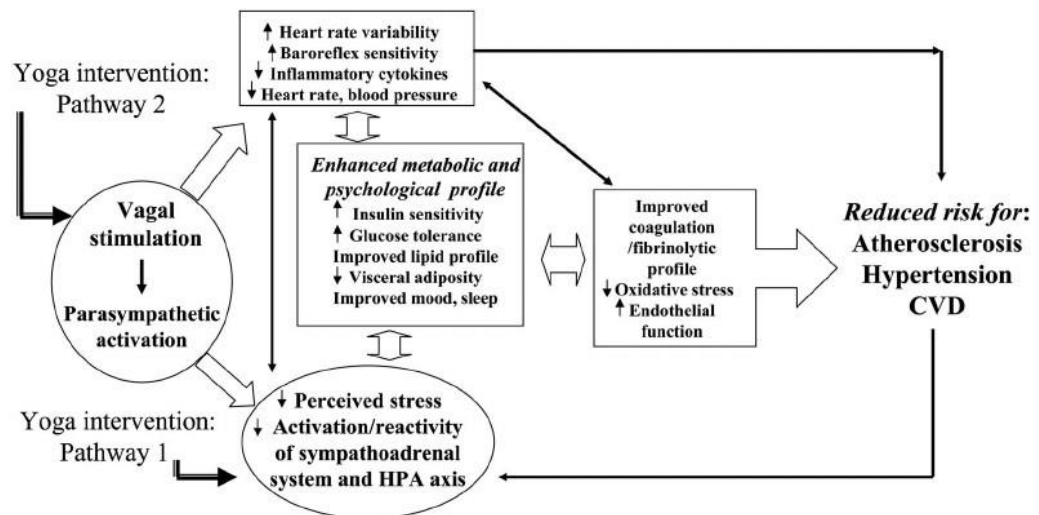 ↑ Heart rate variability
↑ Baroreflex sensitivity
↓ Inflammatory cytokines
↓ Heart rate, blood pressure
Yoga intervention:
Pathway 2
Enhanced metabolic and
psychological profile
↑ Insulin sensitivity
↑ Glucose tolerance
Improved lipid profile
↓ Visceral adiposity
Improved mood, sleep
Vagal
stimulation
Parasympathetic
activation
Improved
coagulation
/fibrinolytic
profile
↓ Oxidative stress
↑ Endothelial
function
Reduced risk for:
Atherosclerosis
Hypertension
CVD
Yoga intervention:
Pathway 1
↓ Perceived stress
↓ Activation/reactivity
of sympathoadrenal
system and HPA axis